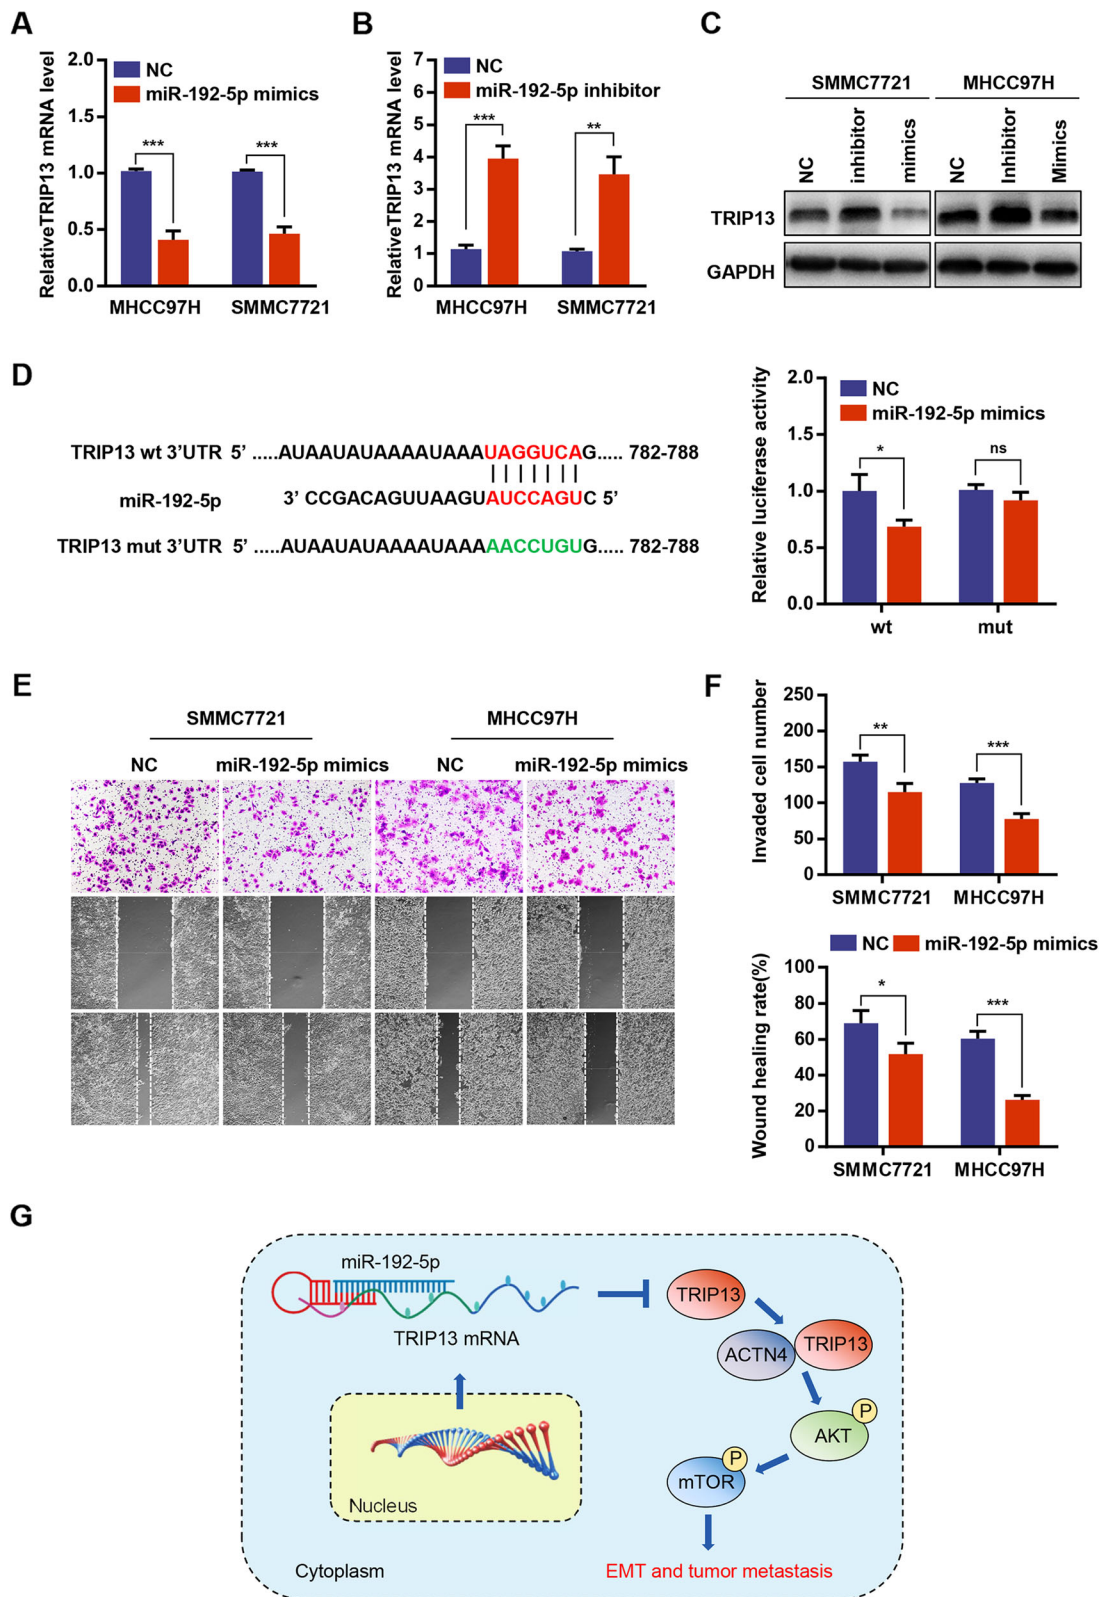 A
RelativeTRIP13 mRNA level
2.0
1.5
1.0
0.5
0.0
NC
miR-192-5p mimics
***
***
MHCC97H SMMC7721
B
RelativeTRIP13 mRNA level
7
6
5
4
3
2
1
0
NC
miR-192-5p inhibitor
***
**
MHCC97H SMMC7721
C
SMMC7721 MHCC97H
NC inhibitor mimics NC Inhibitor Mimics
TRIP13
GAPDH
D
TRIP13 wt 3’UTR 5’ .....AUAAUAUAAAAUAAAUAGGUCAG..... 782-788
miR-192-5p 3’ CCGACAGUUAAGUAUCCAGUC 5’
TRIP13 mut 3’UTR 5’ .....AUAAUAUAAAAUAAAAACCUGUG..... 782-788
Relative luciferase activity
2.0
1.5
1.0
0.5
0.0
NC
miR-192-5p mimics
*
ns
wt mut
E
SMMC7721 MHCC97H
NC miR-192-5p mimics NC miR-192-5p mimics
F
Invaded cell number
250
200
150
100
50
0
**
***
SMMC7721 MHCC97H
NC miR-192-5p mimics
Wound healing rate(%)
100
80
60
40
20
0
*
***
SMMC7721 MHCC97H
G
miR-192-5p
TRIP13 mRNA
TRIP13
ACTN4 TRIP13
P
AKT
P
mTOR
Nucleus
Cytoplasm
EMT and tumor metastasis